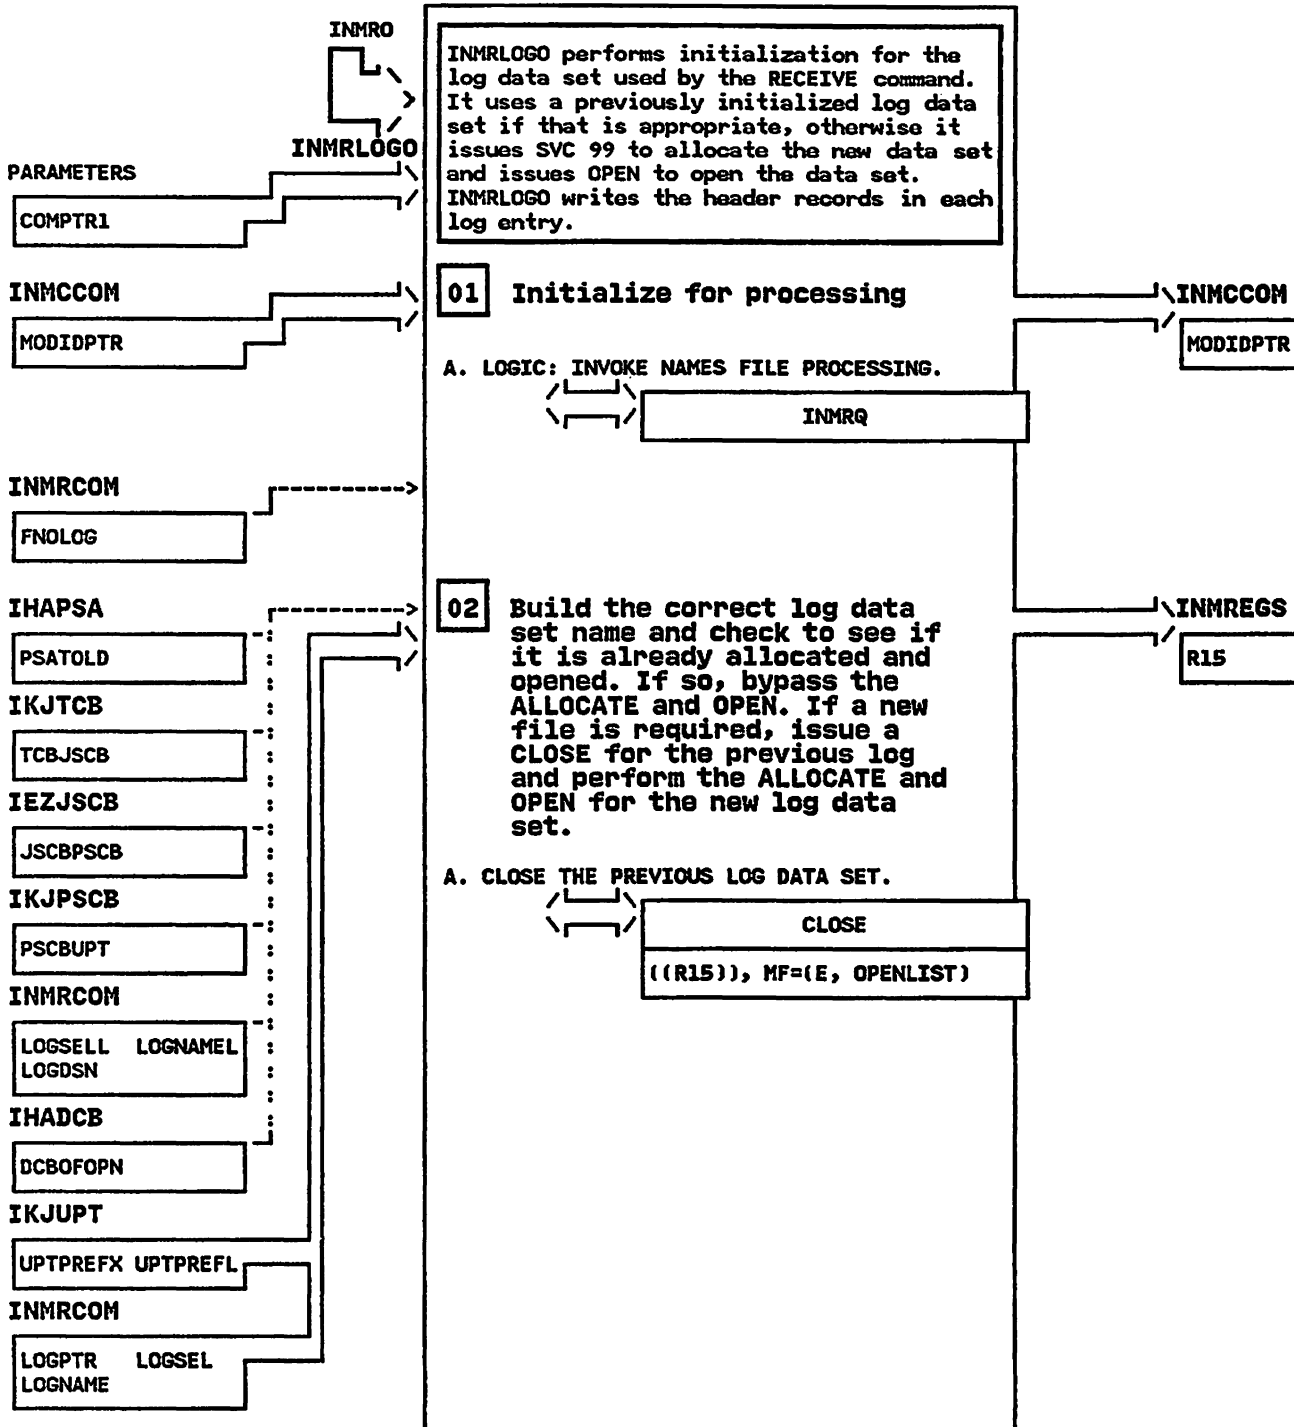 INMRO
INMRLOGO performs initialization for the
log data set used by the RECEIVE command.
It uses a previously initialized log data
set if that is appropriate, otherwise it
issues SVC 99 to allocate the new data set
and issues OPEN to open the data set.
INMRLOGO writes the header records in each
log entry.
INMRLOGO
PARAMETERS
COMPTR1
INMCCOM
MODIDPTR
01 Initialize for processing
INMCCOM
MODIDPTR
A. LOGIC: INVOKE NAMES FILE PROCESSING.
INMRQ
INMRCOM
FNOLOG
IHAPSA
PSATOLD
IKJTCB
TCBJSCB
IEZJSCB
JSCBPSCB
IKJPSCB
PSCBUPT
INMRCOM
LOGSELL LOGNAMEL
LOGDSN
IHADCB
DCBOFOPN
IKJUPT
UPTPREFX UPTPREFL
INMRCOM
LOGPTR LOGSEL
LOGNAME
02 Build the correct log data
set name and check to see if
it is already allocated and
opened. If so, bypass the
ALLOCATE and OPEN. If a new
file is required, issue a
CLOSE for the previous log
and perform the ALLOCATE and
OPEN for the new log data
set.
INMREGS
R15
A. CLOSE THE PREVIOUS LOG DATA SET.
CLOSE
((R15)), MF=(E, OPENLIST)